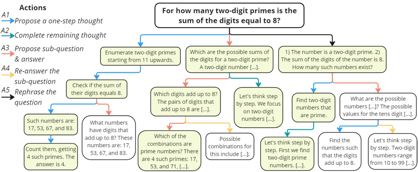 Actions
A1
Propose a one-step thought
A2
Complete remaining thought
A3
Propose sub-question
& answer
A4
Re-answer the
sub-question
A5
Rephrase the
question
For how many two-digit primes is the
sum of the digits equal to 8?
Enumerate two-digit primes
starting from 11 upwards.
Which are the possible sums of
the digits for a two-digit prime?
A two-digit number [...].
1) The number is a two-digit prime. 2)
The sum of the digits of the number is 8.
How many such numbers exist?
Check if the sum of
their digits equals 8.
Which digits add up to 8?
The pairs of digits that
add up to 8 are [...].
Let's think step
by step. We focus
on two-digit
numbers [...].
Find two-digit
numbers that
are prime.
What are the possible
numbers [...]? The possible
values for the tens digit [...].
Such numbers are:
17, 53, 67, and 83.
What numbers
have digits that
add up to 8? These
numbers are: 17,
53, 67, and 83.
Count them, getting
4 such primes. The
answer is 4.
Which of the
combinations are
prime numbers? There
are 4 such primes: 17,
53, and 71, [...].
Possible
combinations for
this include [...].
Let's think step by
step. First we find
two-digit prime
numbers. [...].
Find the
numbers such
that the digits
add up to 8.
Let's think step by
step. Two-digit
numbers range
from 10 to 99 [...].